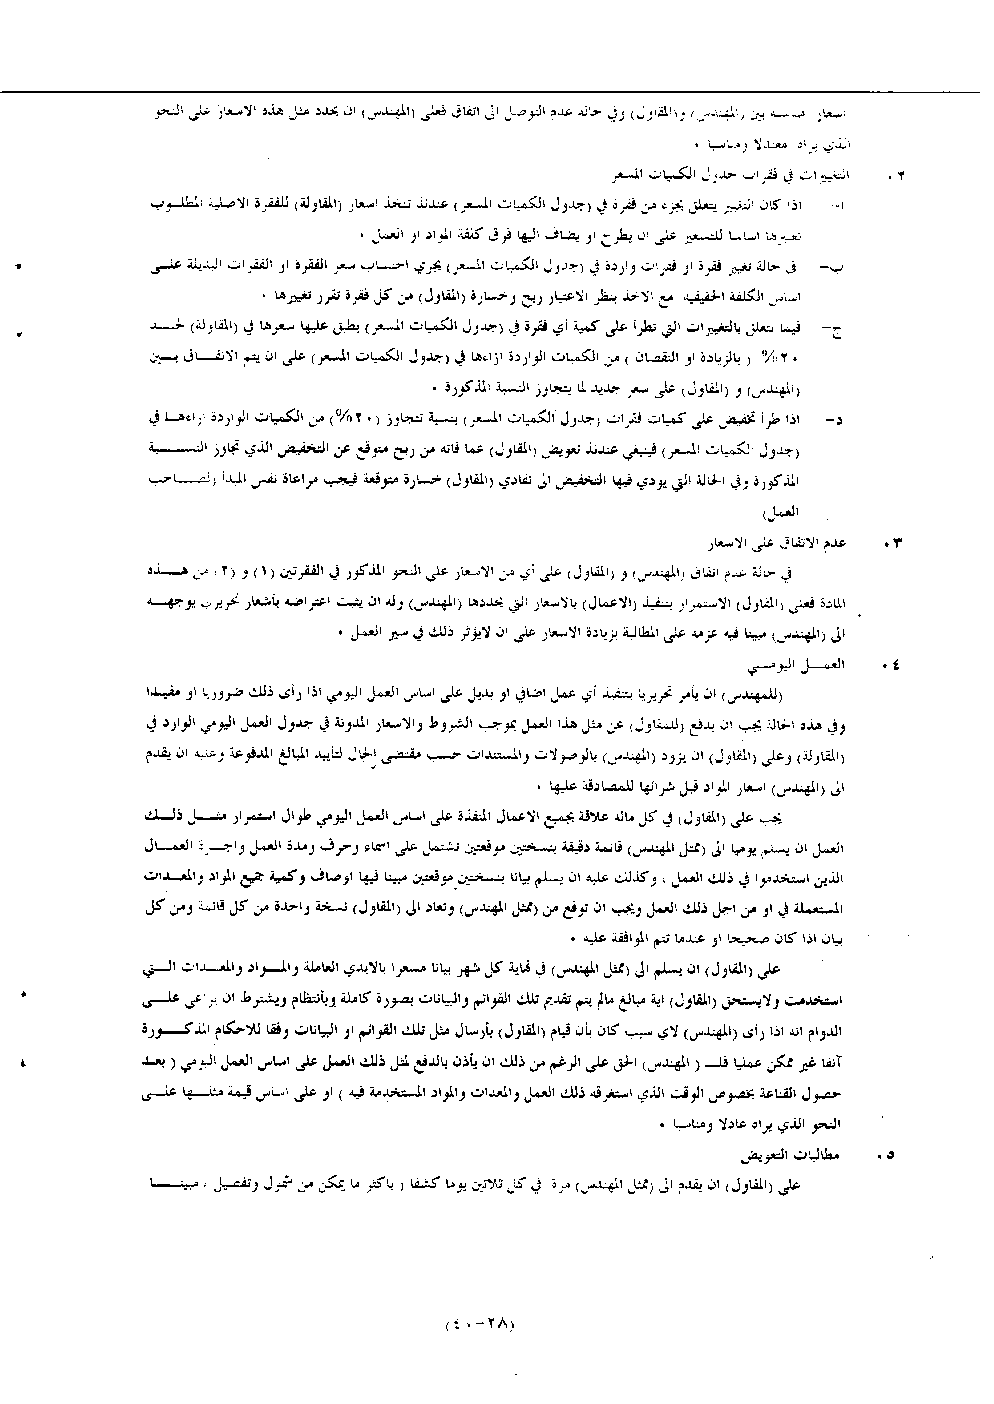 اسعار مناسبه بين (المهندس) و(المقاول) وفي حالة عدم التوصل الى اتفاق فعلى (المهندس) ان يحدد مثل هذه الاسعار على النحو
الذي يراه معتدلا ومناسبا ٠
٢ ٠ التغييرات في فقرات جدول الكميات المسعر
ا- اذا كان التغيير يتعلق بجزء من فقرة في (جدول الكميات المسعر) عندئذ تتخذ اسعار (المقاولة) للفقرة الاصلية المطلوب
تغييرها اساسا للتسعير على ان يطرح او يضاف اليها فرق كلفة المواد او العمل ٠
ب- في حالة تغيير فقرة او فقرات واردة في (جدول الكميات المسعر) يجري احتساب سعر الفقرة او الفقرات البديلة على
اساس الكلفة الحقيقية مع الاخذ بنظر الاعتبار ربح وخسارة (المقاول) من كل فقرة تقرر تغييرها ٠
ج- فيما يتعلق بالتغييرات التي تطرأ على كمية أي فقرة في (جدول الكميات المسعر) يطبق عليها سعرها في (المقاولة) لحد
٢٠% ( بالزيادة او النقصان ) من الكميات الواردة ازاءها في (جدول الكميات المسعر) على ان يتم الاتفاق بين
(المهندس) و (المقاول) على سعر جديد لما يتجاوز النسبة المذكورة ٠
د- اذا طرأ تخفيض على كميات فقرات (جدول الكميات المسعر) بنسبة تتجاوز (٢٠%) من الكميات الواردة ازاءها في
(جدول الكميات المسعر) فينبغي عندئذ تعويض (المقاول) عما فاته من ربح متوقع عن التخفيض الذي تجاوز النسبة
المذكورة وفي الحالة التي يودي فيها التخفيض الى تفادي (المقاول) خسارة متوقعة فيجب مراعاة نفس المبدأ (لصاحب
العمل)
٣ ٠ عدم الاتفاق على الاسعار
في حالة عدم اتفاق (المهندس) و (المقاول) على أي من الاسعار على النحو المذكور في الفقرتين (١) و (٢) من هذه
المادة فعلى (المقاول) الاستمرار بتنفيذ (الاعمال) بالاسعار التي يحددها (المهندس) وله ان يثبت اعتراضه بأشعار تحريري يوجهه
الى (المهندس) مبينا فيه عزمه على المطالبة بزيادة الاسعار على ان لايؤثر ذلك في سير العمل ٠
٤ ٠ العمل اليومي
(للمهندس) ان يأمر تحريريا بتنفيذ أي عمل اضافي او بديل على اساس العمل اليومي اذا رأى ذلك ضروريا او مفيدا
وفي هذه الحالة يجب ان يدفع (للمقاول) عن مثل هذا العمل بموجب الشروط والاسعار المدونة في جدول العمل اليومي الوارد في
(المقاولة) وعلى (المقاول) ان يزود (المهندس) بالوصولات والمستندات حسب مقتضى الحال لتأييد المبالغ المدفوعة وعليه ان يقدم
الى (المهندس) اسعار المواد قبل شرائها للمصادقة عليها ٠
يجب على (المقاول) في كل ماله علاقة بجميع الاعمال المنفذة على اساس العمل اليومي طوال استمرار مثل ذلك
العمل ان يسلم يوميا الى (ممثل المهندس) قائمة دقيقة بنسختين موقعتين تشتمل على اسماء وحرف ومدة العمل واجرة العمال
الذين استخدموا في ذلك العمل ، وكذلك عليه ان يسلم بيانا بنسختين موقعتين مبينا فيها اوصاف وكمية جميع المواد والمعدات
المستعملة في او من اجل ذلك العمل ويجب ان توقع من (ممثل المهندس) وتعاد الى (المقاول) نسخة واحدة من كل قائمة ومن كل
بيان اذا كان صحيحا او عندما تتم الموافقة عليه ٠
على (المقاول) ان يسلم الى (ممثل المهندس) في نهاية كل شهر بيانا مسعرا بالايدي العاملة والمواد والمعدات التي
استخدمت ولايستحق (المقاول) اية مبالغ مالم يتم تقديم تلك القوائم والبيانات بصورة كاملة وبأنتظام ويشترط ان يراعى على
الدوام انه اذا رأى (المهندس) لاي سبب كان بأن قيام (المقاول) بأرسال مثل تلك القوائم او البيانات وفقا للاحكام المذكورة
آنفا غير ممكن عمليا فلـ ( المهندس) الحق على الرغم من ذلك ان يأذن بالدفع لمثل ذلك العمل على اساس العمل اليومي ( بعد
حصول القناعة بخصوص الوقت الذي استغرقه ذلك العمل والمعدات والمواد المستخدمة فيه ) او على اساس قيمة مثلها على
النحو الذي يراه عادلا ومناسبا ٠
٥ ٠ مطالبات التعويض
على (المقاول) ان يقدم الى (ممثل المهندس) مرة في كل ثلاثين يوما كشفا ( باكثر ما يمكن من شمول وتفصيل ، مبينا
(٢٨-٤٠)